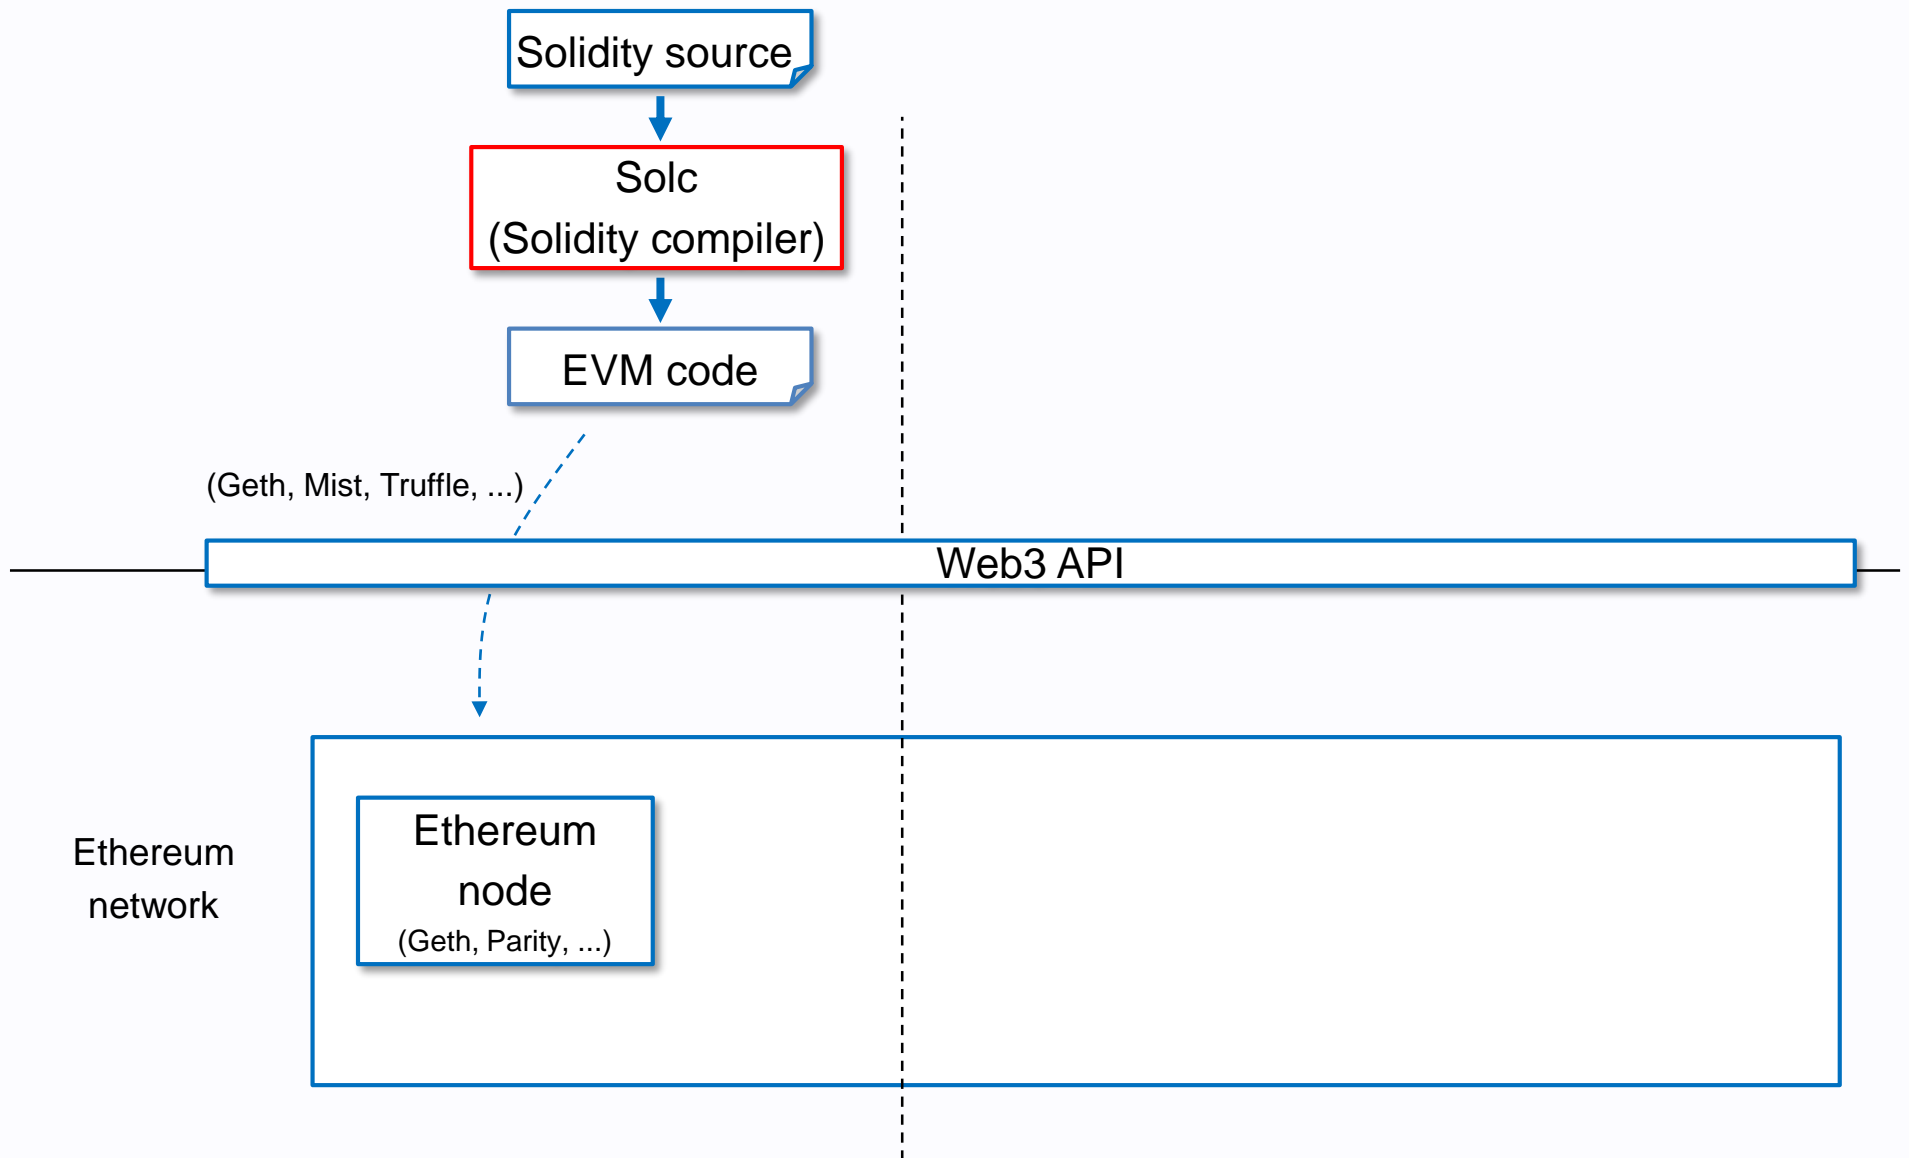 Solidity source
Solc
(Solidity compiler)
EVM code
(Geth, Mist, Truffle, ...)
Web3 API
Ethereum
node
(Geth, Parity, ...)
Ethereum
network